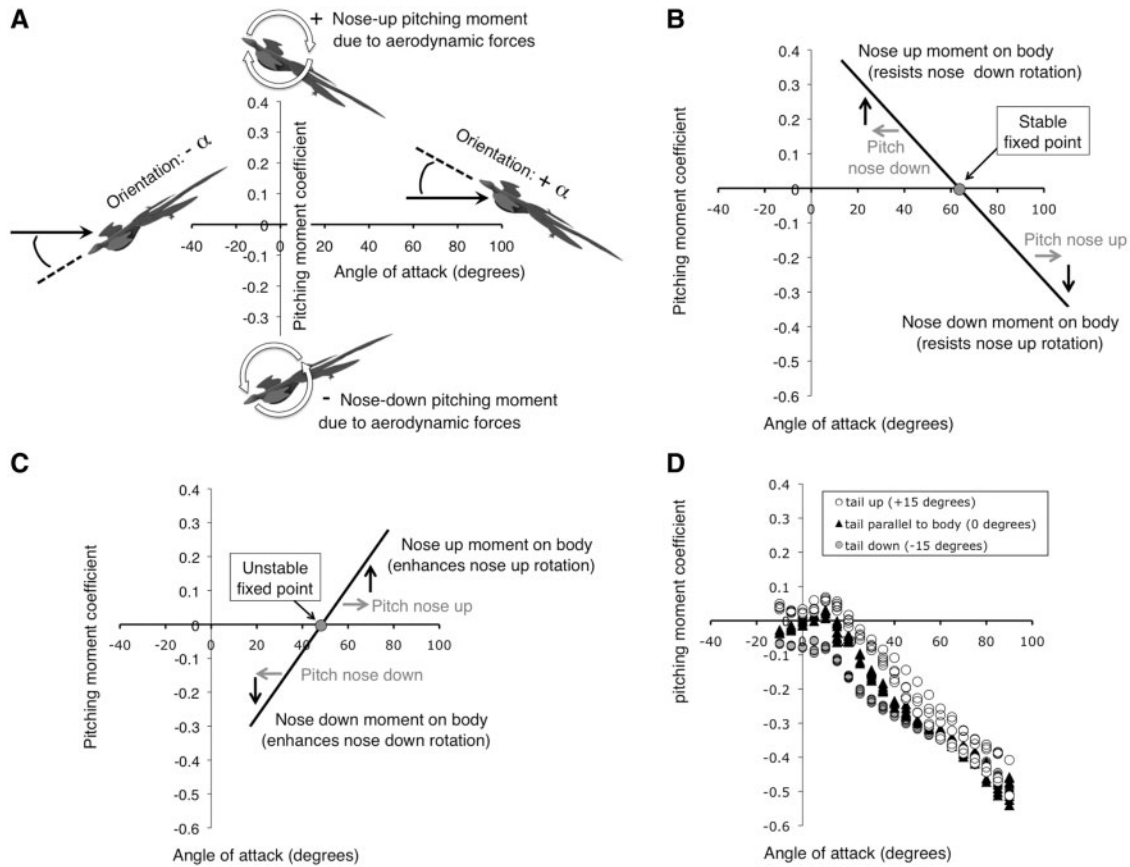 A
+ Nose-up pitching moment
due to aerodynamic forces
Orientation: - α
Orientation: + α
Pitching moment coefficient
0.4
0.3
0.2
0.1
0
-0.1
-0.2
-0.3
-40 -20 0 20 40 60 80 100
Angle of attack (degrees)
- Nose-down pitching moment
due to aerodynamic forces
B
Nose up moment on body
(resists nose down rotation)
Pitch
nose down
Stable
fixed point
Pitch nose up
Nose down moment on body
(resists nose up rotation)
Pitching moment coefficient
0.4
0.3
0.2
0.1
0
-0.1
-0.2
-0.3
-0.4
-0.5
-0.6
-40 -20 0 20 40 60 80 100
Angle of attack (degrees)
C
Nose up moment on body
(enhances nose up rotation)
Unstable
fixed point
Pitch nose up
Pitch nose down
Nose down moment on body
(enhances nose down rotation)
Pitching moment coefficient
0.4
0.3
0.2
0.1
0
-0.1
-0.2
-0.3
-0.4
-0.5
-0.6
-40 -20 0 20 40 60 80 100
Angle of attack (degrees)
D
tail up (+15 degrees)
tail parallel to body (0 degrees)
tail down (-15 degrees)
pitching moment coefficient
0.4
0.3
0.2
0.1
0
-0.1
-0.3
-0.4
-0.5
-0.6
-40 -20 0 20 40 60 80 100
Angle of attack (degrees)